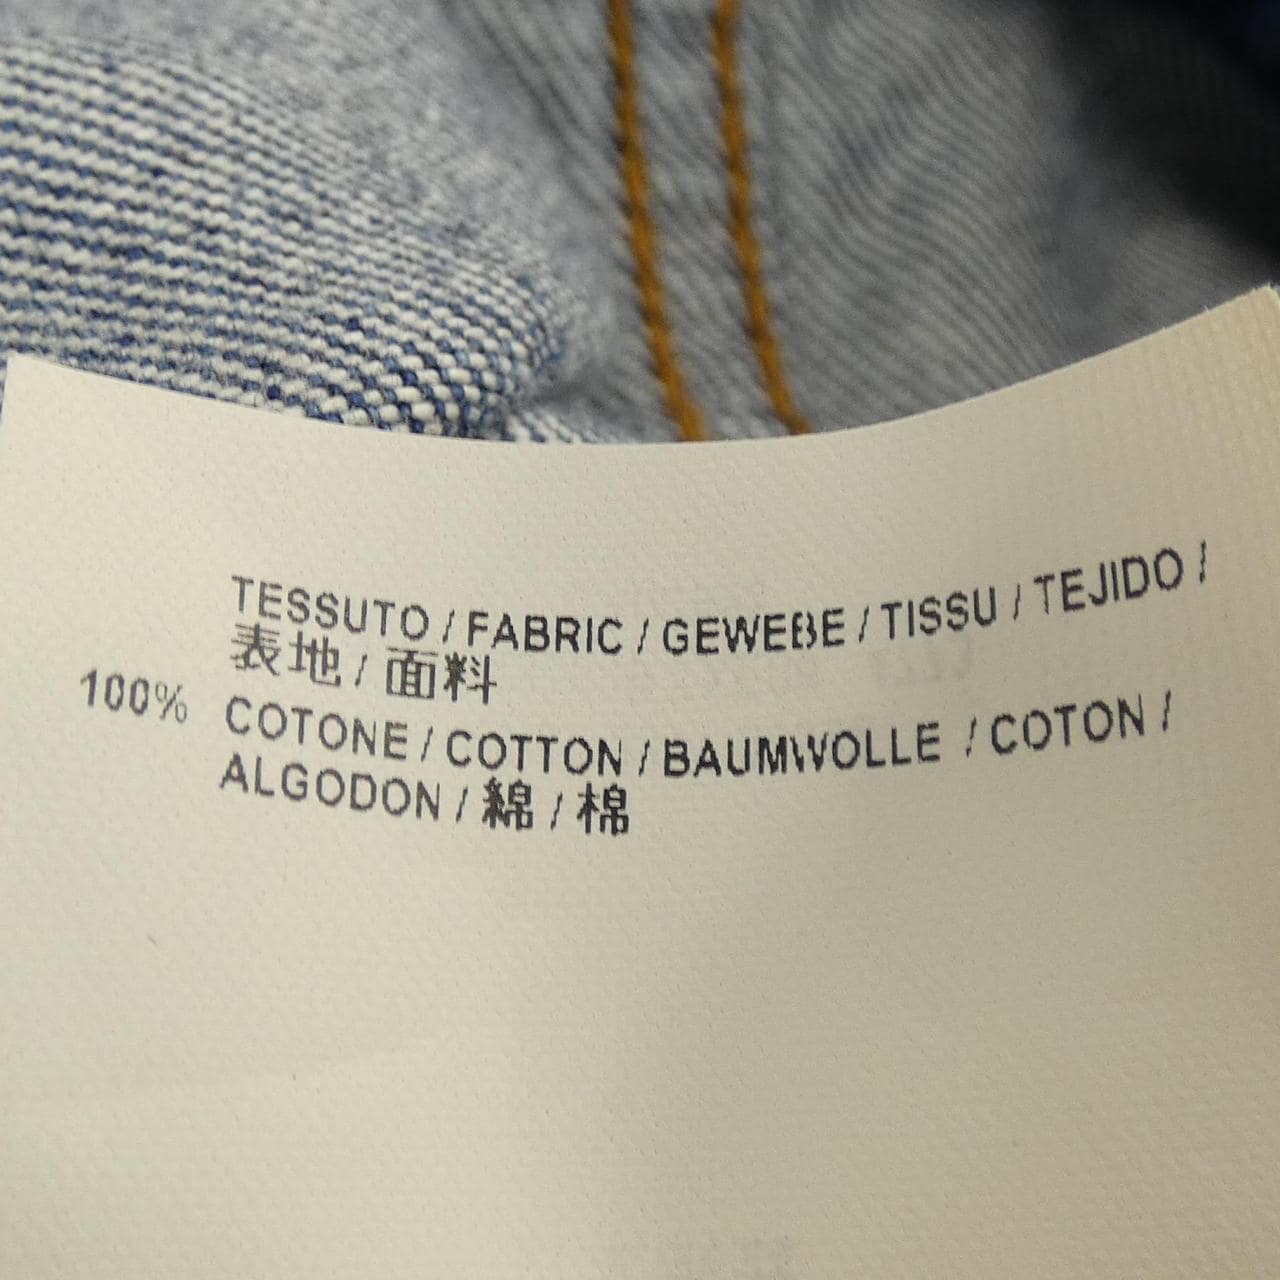 TESSUTO / FABRIC / GEWEBE / TISSU / TEJIDO /
表地 / 面料
100% COTONE / COTTON / BAUMWOLLE / COTON /
ALGODON / 綿 / 棉